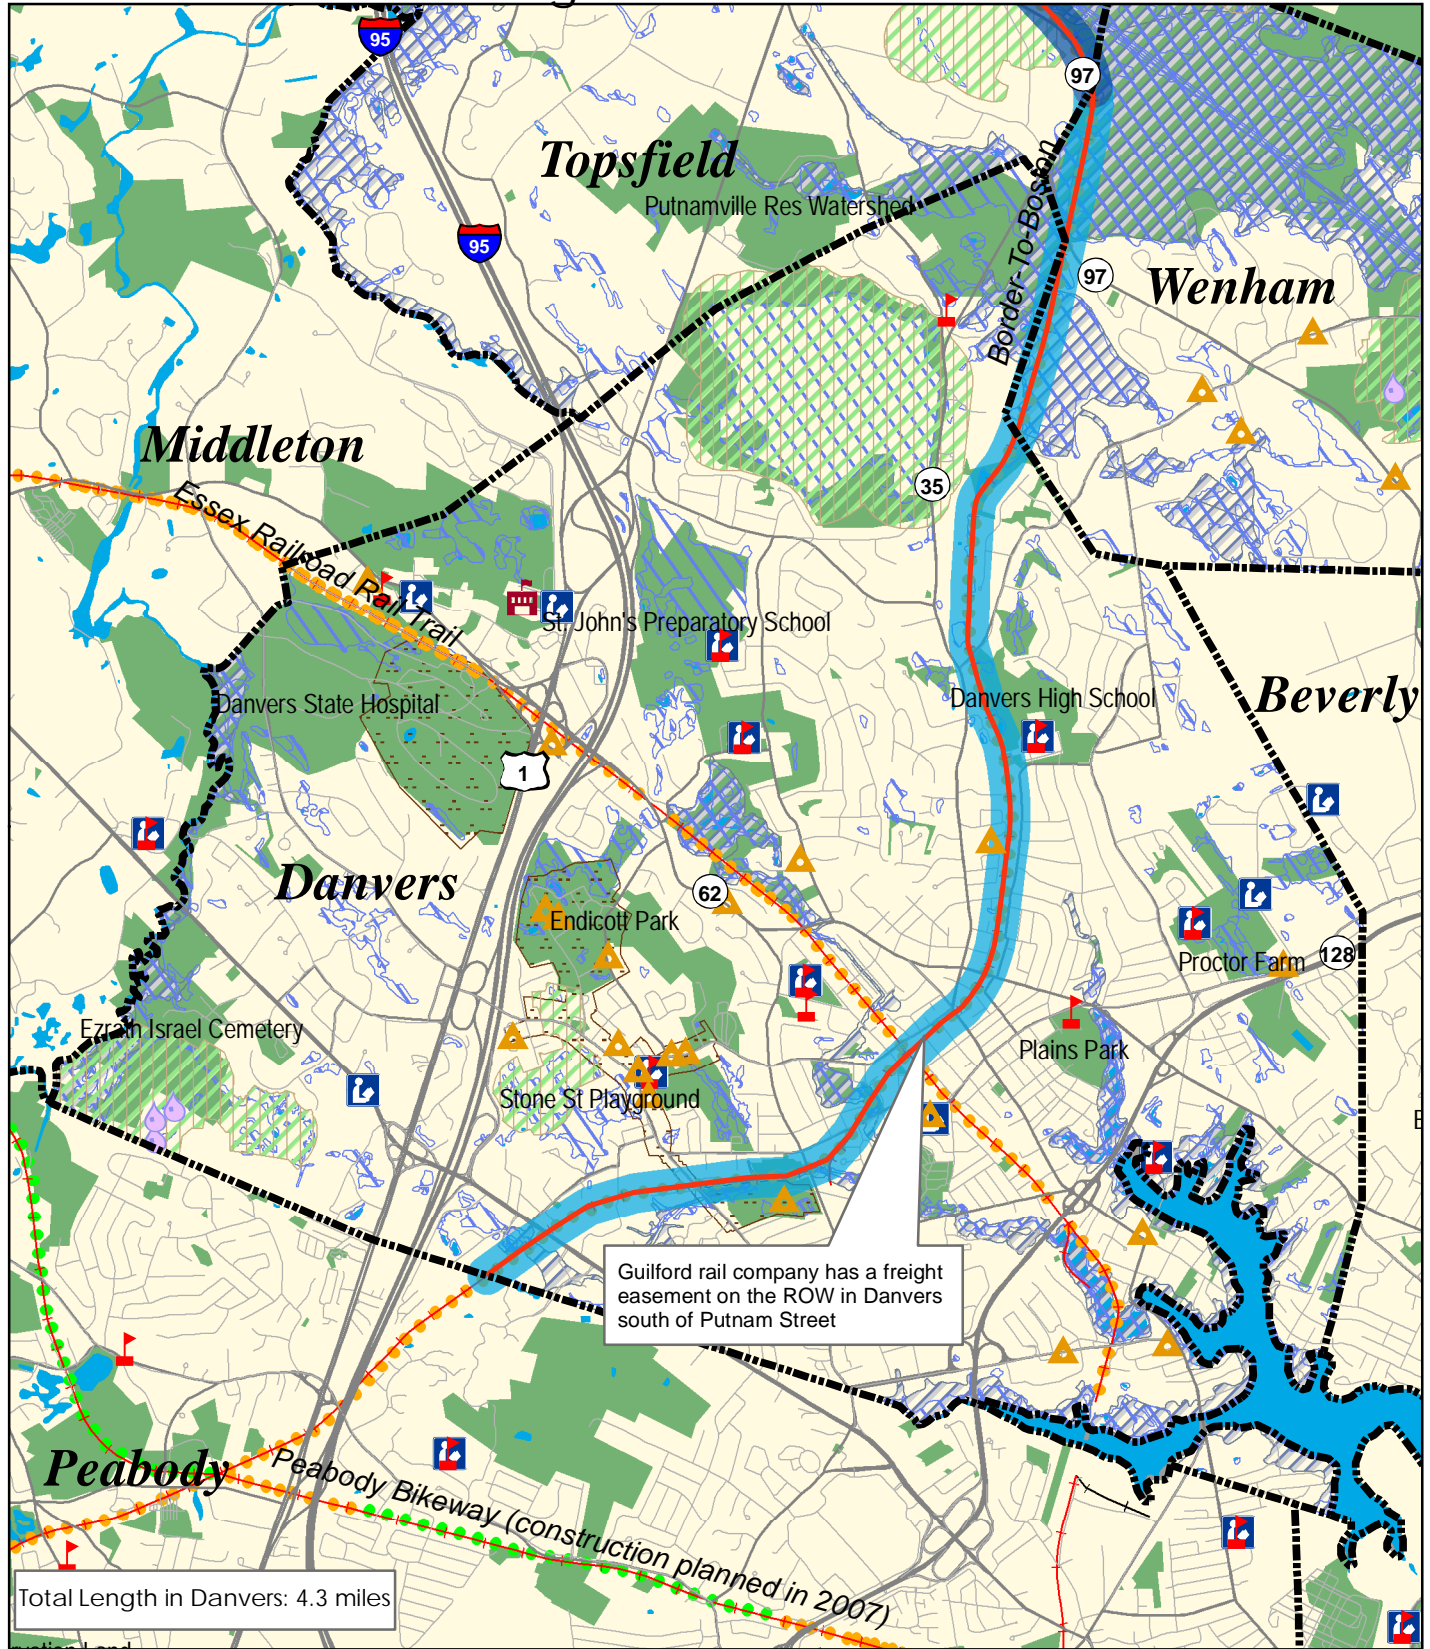 95
97
Topsfield
Putnamville Res Watershed
95
Border-To-Boston
97
Wenham
Middleton
35
Essex Railroad Rail Trail
St. John's Preparatory School
Danvers State Hospital
Danvers High School
Beverly
1
Danvers
62
Endicott Park
Proctor Farm
128
Ezrath Israel Cemetery
Plains Park
Stone St Playground
Guilford rail company has a freight
easement on the ROW in Danvers
south of Putnam Street
Peabody
Peabody Bikeway (construction planned in 2007)
Total Length in Danvers: 4.3 miles